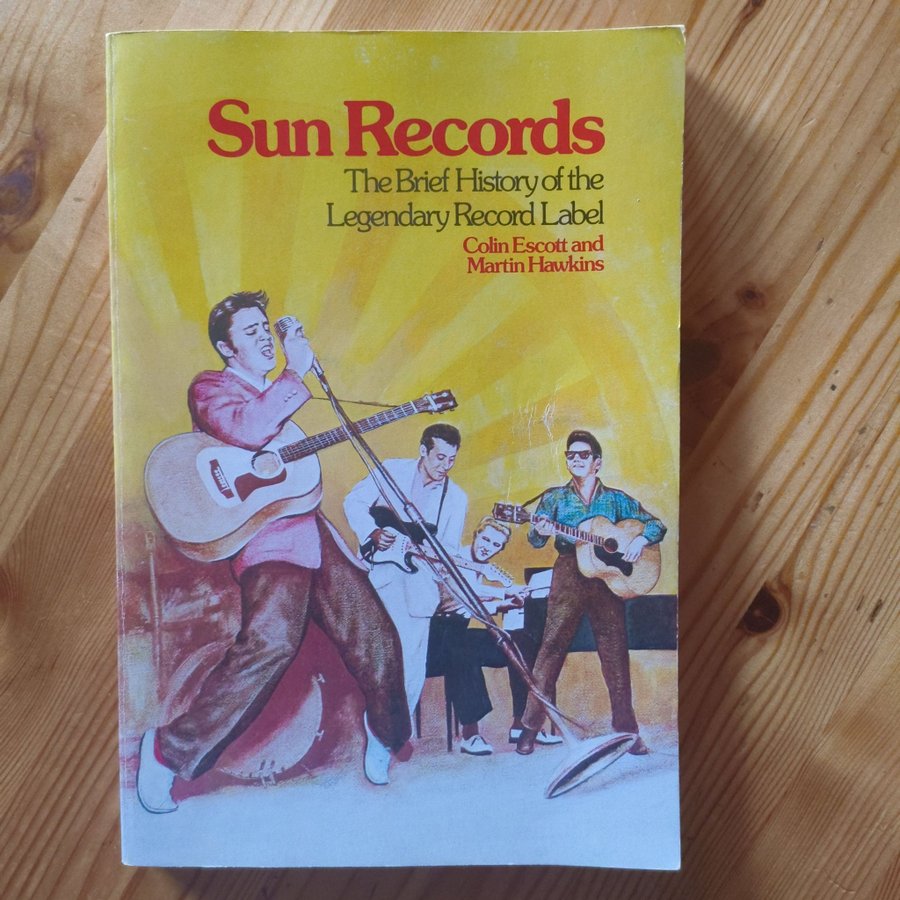 Sun Records
The Brief History of the
Legendary Record Label
Colin Escott and
Martin Hawkins